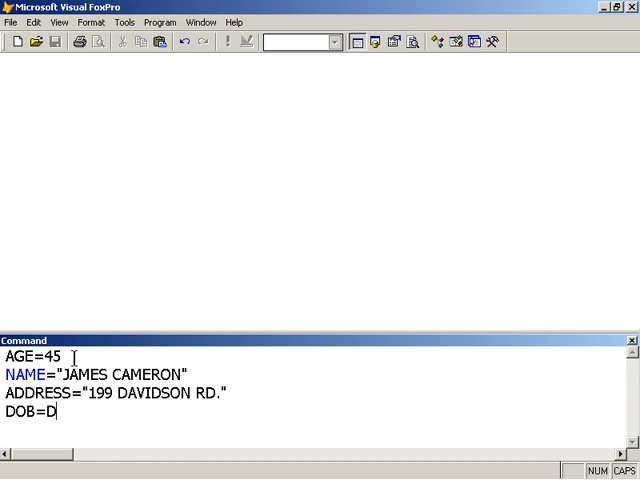 Microsoft Visual FoxPro
File Edit View Format Tools Program Window Help
Command
AGE=45
NAME="JAMES CAMERON"
ADDRESS="199 DAVIDSON RD."
DOB=D
NUM CAPS